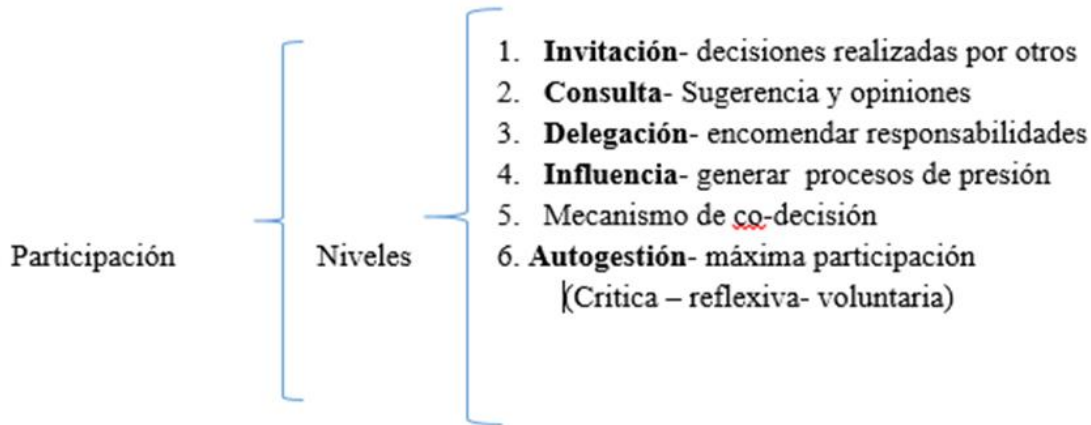 1. Invitación- decisiones realizadas por otros
2. Consulta- Sugerencia y opiniones
3. Delegación- encomendar responsabilidades
4. Influencia- generar procesos de presión
5. Mecanismo de co-decisión
Participación
Niveles
6. Autogestión- máxima participación
(Critica – reflexiva- voluntaria)